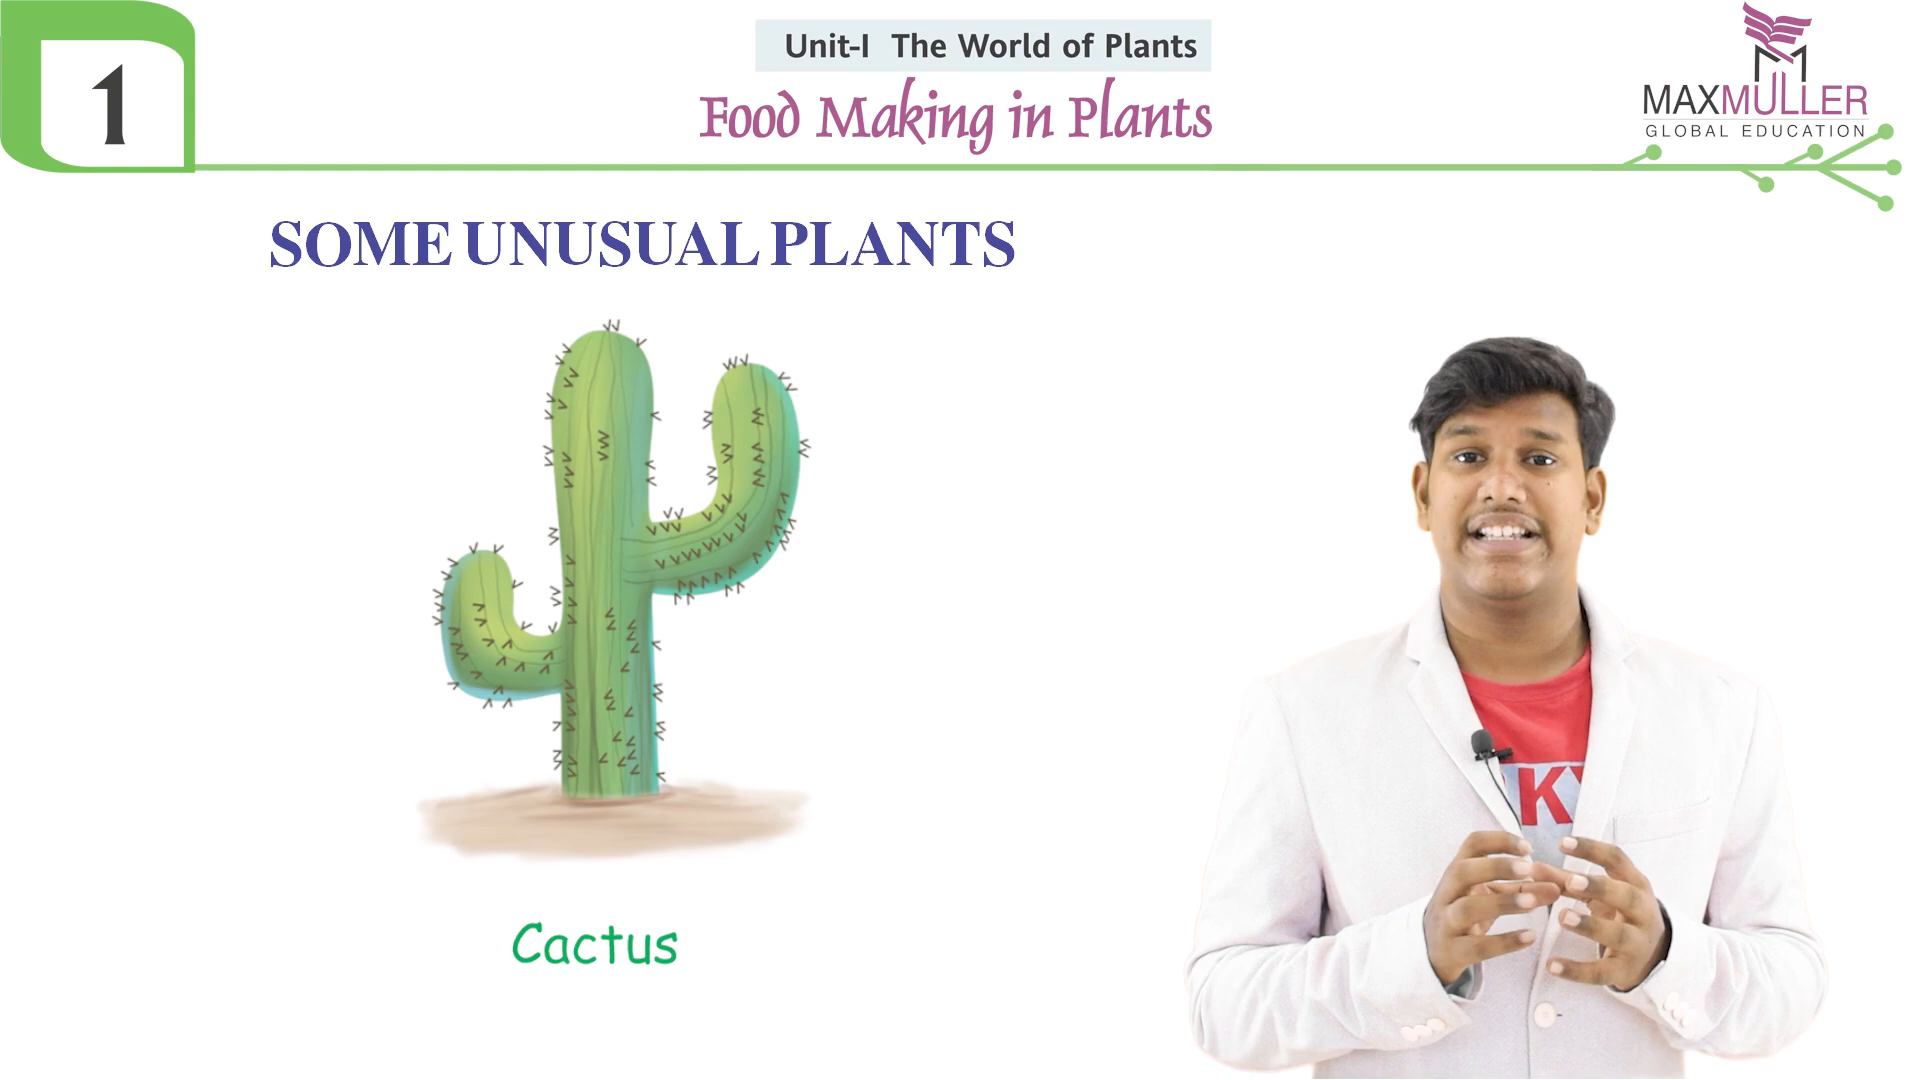 1
Unit-I The World of Plants
Food Making in Plants
MAXMULLER
GLOBAL EDUCATION
SOME UNUSUAL PLANTS
Cactus